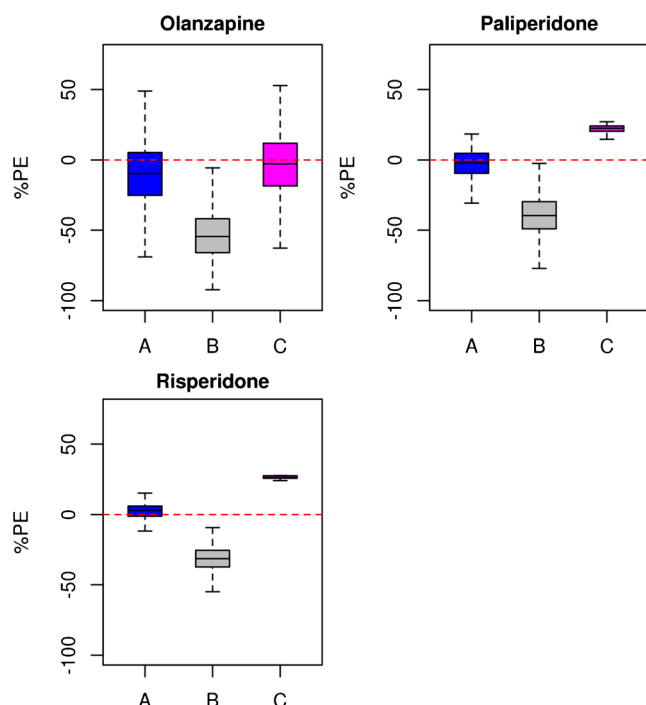 Olanzapine
%PE
50
0
-50
-100
A B C
Paliperidone
%PE
50
0
-50
-100
A B C
Risperidone
%PE
50
0
-50
-100
A B C